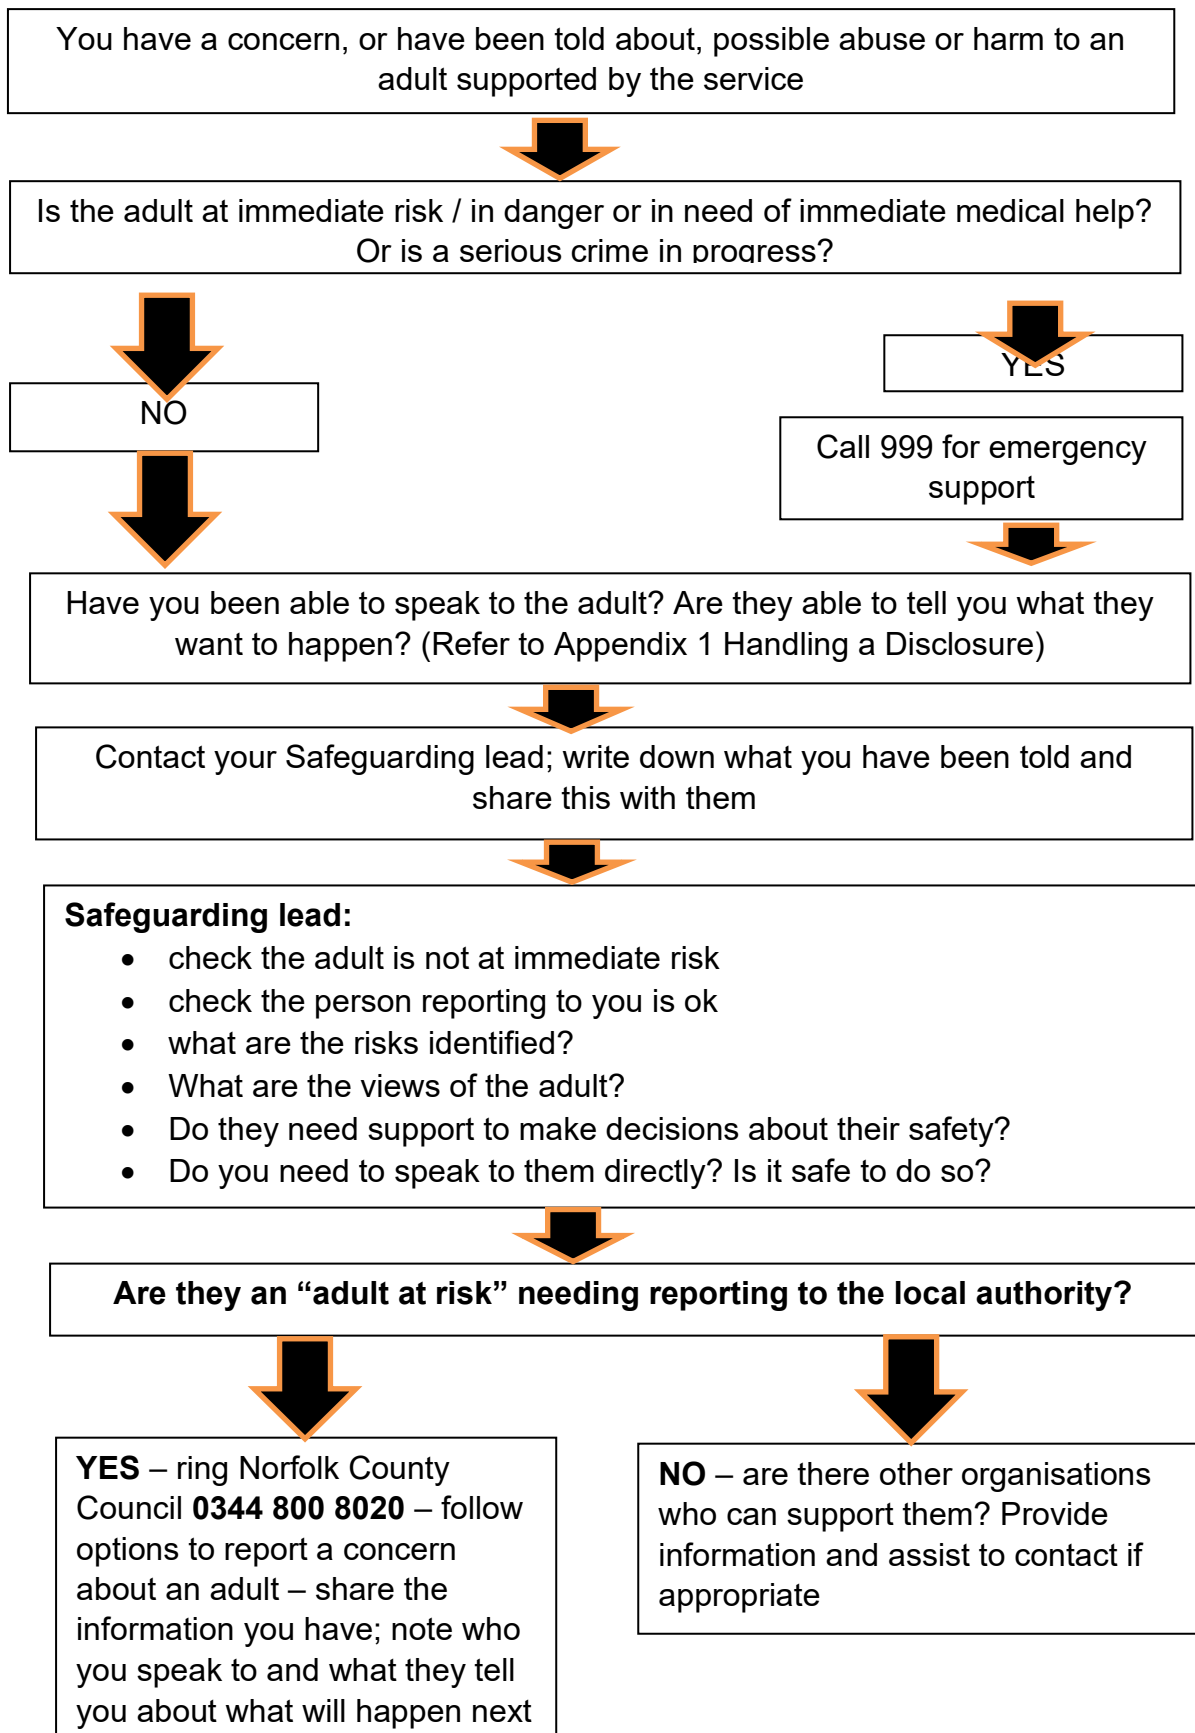 You have a concern, or have been told about, possible abuse or harm to an
adult supported by the service
Is the adult at immediate risk / in danger or in need of immediate medical help?
Or is a serious crime in progress?
NO
YES
Call 999 for emergency
support
Have you been able to speak to the adult? Are they able to tell you what they
want to happen? (Refer to Appendix 1 Handling a Disclosure)
Contact your Safeguarding lead; write down what you have been told and
share this with them
Safeguarding lead:
• check the adult is not at immediate risk
• check the person reporting to you is ok
• what are the risks identified?
• What are the views of the adult?
• Do they need support to make decisions about their safety?
• Do you need to speak to them directly? Is it safe to do so?
Are they an “adult at risk” needing reporting to the local authority?
YES – ring Norfolk County
Council 0344 800 8020 – follow
options to report a concern
about an adult – share the
information you have; note who
you speak to and what they tell
you about what will happen next
NO – are there other organisations
who can support them? Provide
information and assist to contact if
appropriate